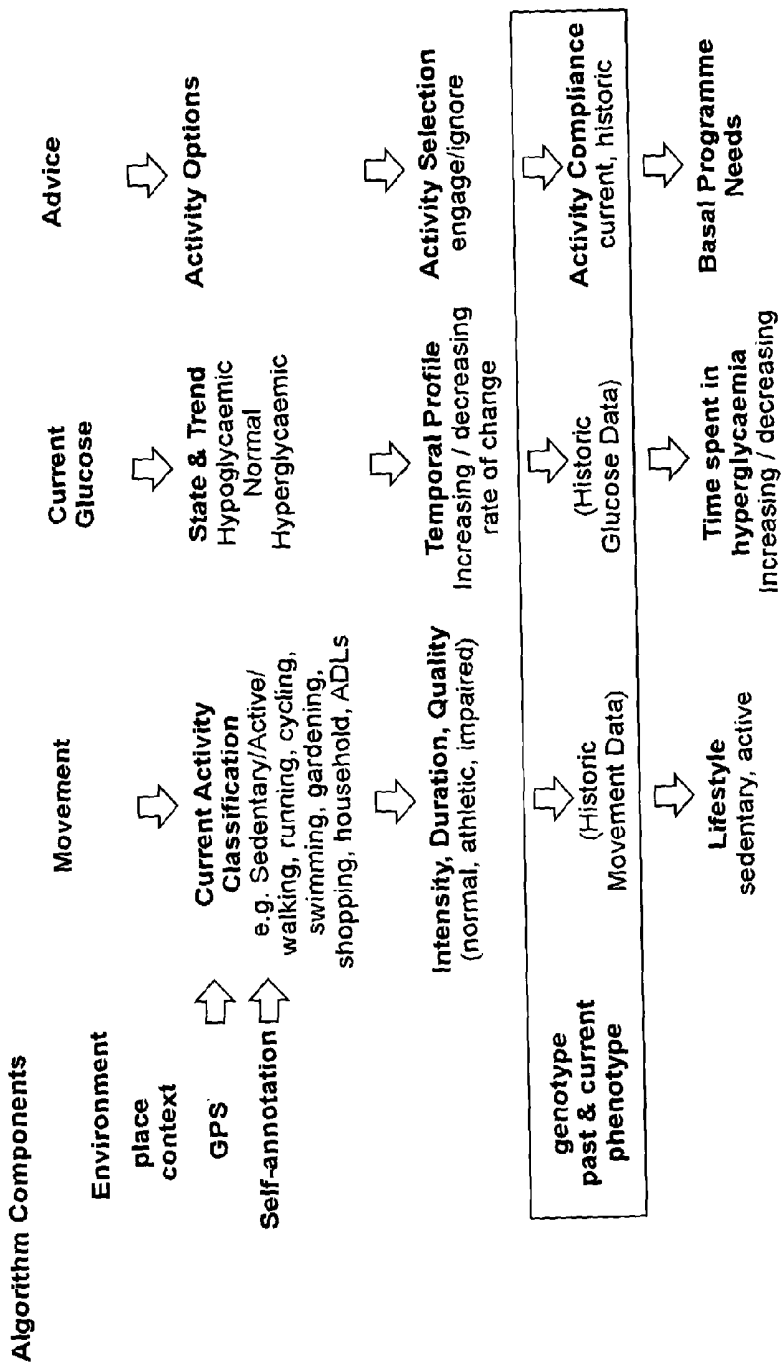 Algorithm Components
Environment
place
context
GPS
Self-annotation
genotype
past & current
phenotype
Movement
Current Activity
Classification
e.g. Sedentary/Active/
walking, running, cycling,
swimming, gardening,
shopping, household, ADLs
Intensity, Duration, Quality
(normal, athletic, impaired)
(Historic
Movement Data)
Lifestyle
sedentary, active
Current
Glucose
State & Trend
Hypoglycaemic
Normal
Hyperglycaemic
Temporal Profile
Increasing / decreasing
rate of change
(Historic
Glucose Data)
Time spent in
hyperglycaemia
Increasing / decreasing
Advice
Activity Options
Activity Selection
engage/ignore
Activity Compliance
current, historic
Basal Programme
Needs